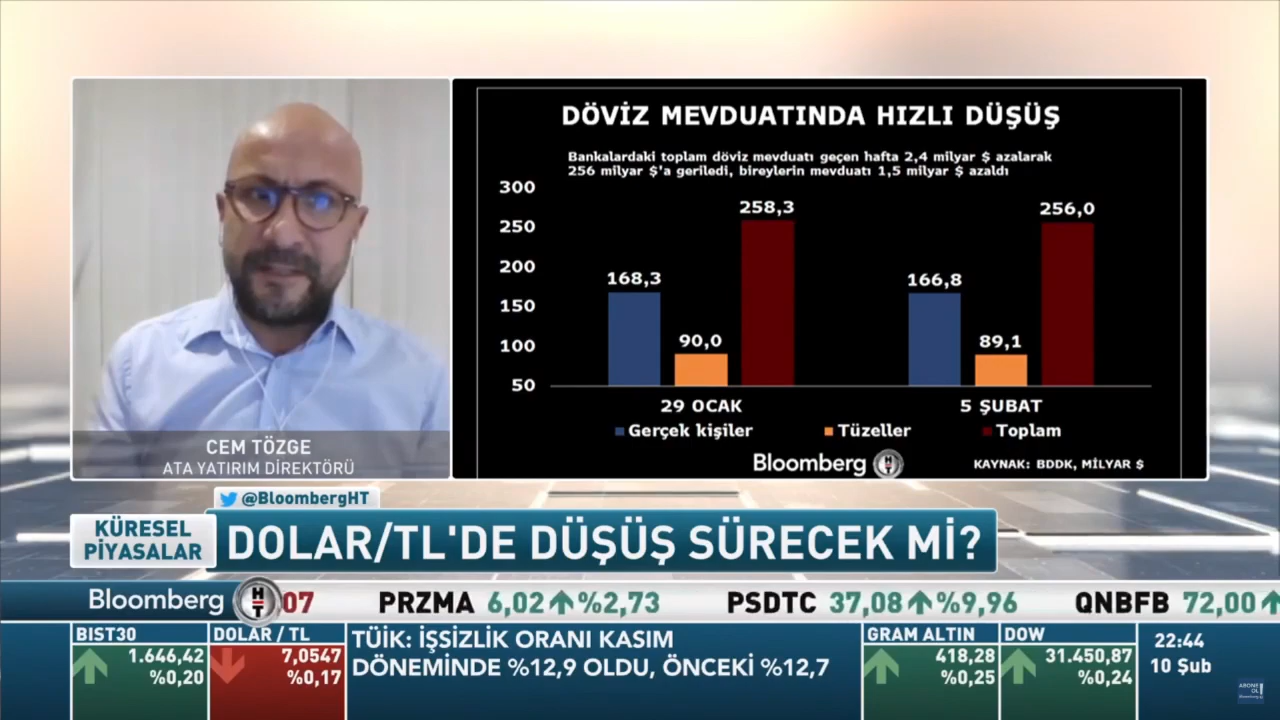 DÖVİZ MEVDUATINDA HIZLI DÜŞÜŞ
Bankalardaki toplam döviz mevduatı geçen hafta 2,4 milyar $ azalarak
256 milyar $'a geriledi, bireylerin mevduatı 1,5 milyar $ azaldı
300
250
200
150
100
50
168,3
90,0
258,3
166,8
89,1
256,0
29 OCAK
5 ŞUBAT
Gerçek kişiler
Tüzeller
Toplam
Bloomberg HT
KAYNAK: BDDK, MİLYAR $
CEM TÖZGE
ATA YATIRIM DİREKTÖRÜ
@BloombergHT
KÜRESEL
PİYASALAR
DOLAR/TL'DE DÜŞÜŞ SÜRECEK Mİ?
Bloomberg HT
07
PRZMA 6,02 %2,73
PSDTC 37,08 %9,96
QNBFB 72,00
BIST30
1.646,42
%0,20
DOLAR / TL
7,0547
%0,17
TÜİK: İŞSİZLİK ORANI KASIM
DÖNEMİNDE %12,9 OLDU, ÖNCEKİ %12,7
GRAM ALTIN
418,28
%0,25
DOW
31.450,87
%0,24
22:44
10 Şub
ABONE
OL!